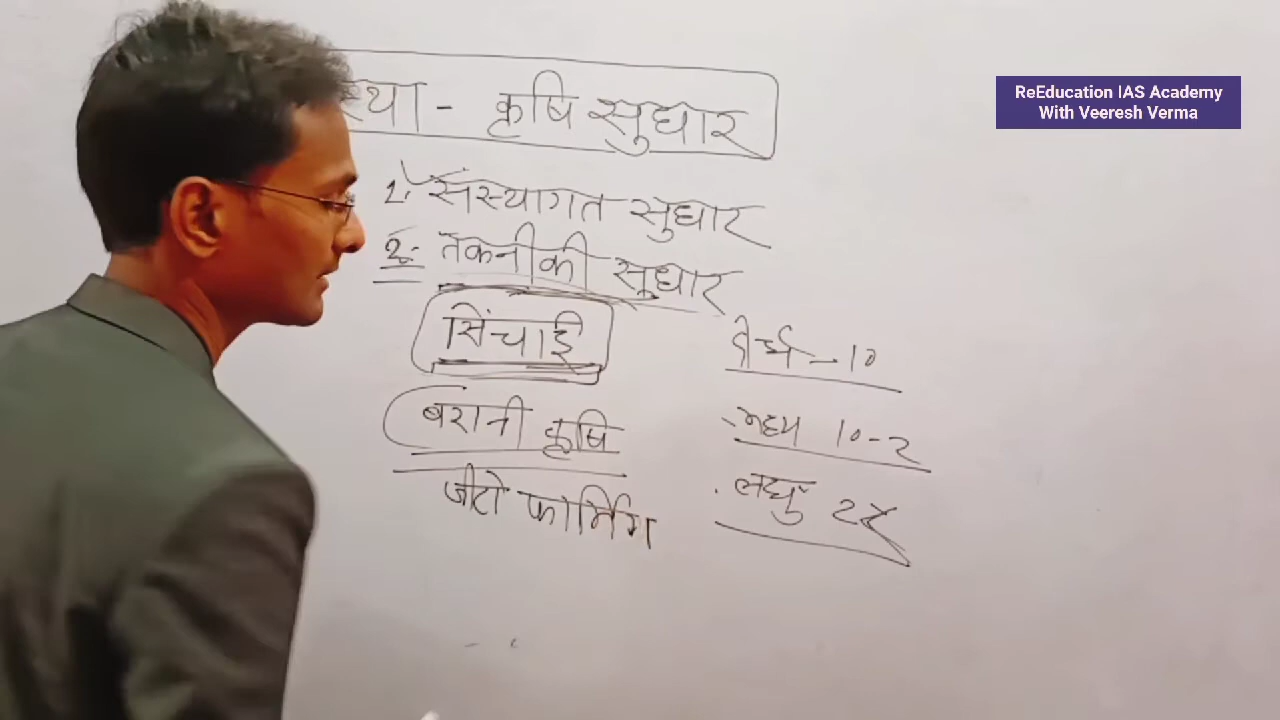 ReEducation IAS Academy
With Veeresh Verma
स्था - कृषि सुधार
1. संस्थागत सुधार
2. तकनीकी सुधार
सिंचाई
दीर्घ - 10
बरानी कृषि
मध्य 10-2
जीरो फार्मिंग
लघु 2